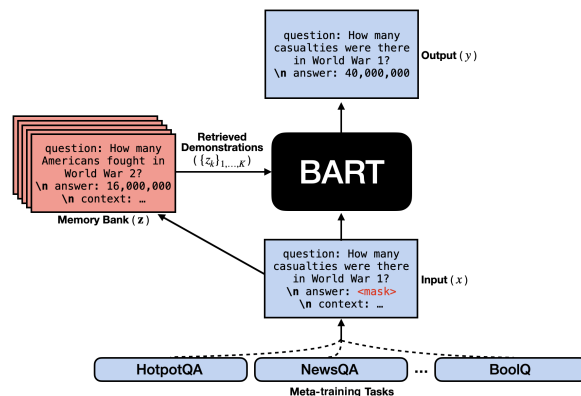 question: How many
casualties were there
in World War 1?
\n answer: 40,000,000
Output (y)
question: How many
Americans fought in
World War 2?
\n answer: 16,000,000
\n context: …
Memory Bank (z)
Retrieved
Demonstrations
({z_k}_{1,…,K})
BART
question: How many
casualties were there
in World War 1?
\n answer: <mask>
\n context: …
Input (x)
HotpotQA
NewsQA
...
BoolQ
Meta-training Tasks